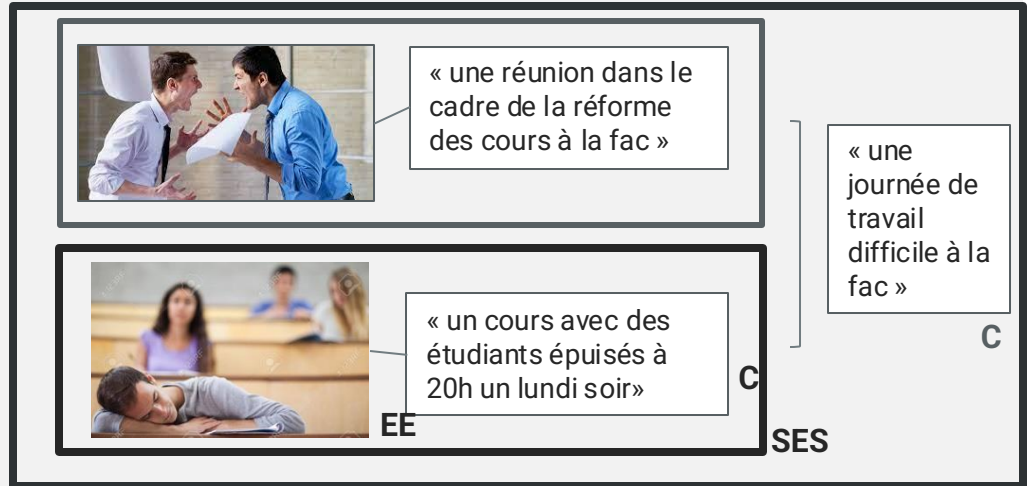 « une réunion dans le
cadre de la réforme
des cours à la fac »
« un cours avec des
étudiants épuisés à
20h un lundi soir»
C
EE
SES
« une
journée de
travail
difficile à la
fac »
C